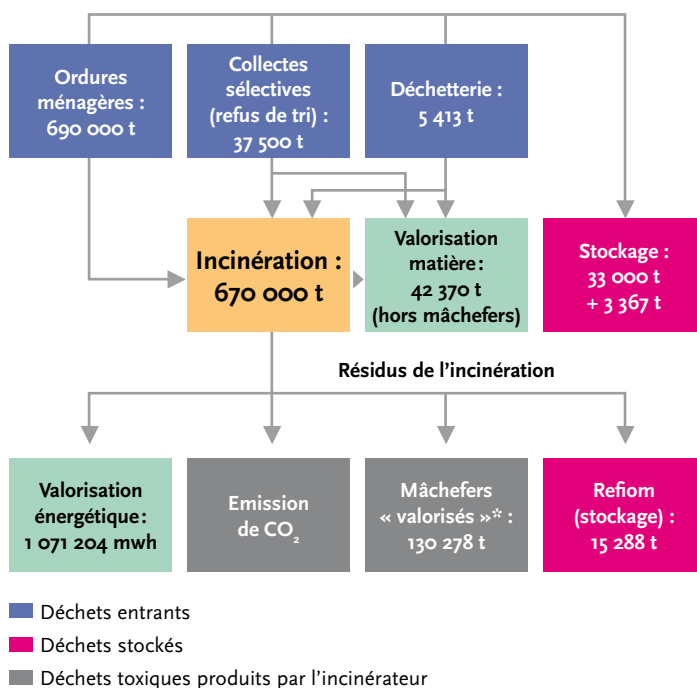 Ordures
ménagères :
690 000 t
Collectes
sélectives
(refus de tri) :
37 500 t
Déchetterie :
5 413 t
Incinération :
670 000 t
Valorisation
matière :
42 370 t
(hors mâchefers)
Stockage :
33 000 t
+ 3 367 t
Résidus de l'incinération
Valorisation
énergétique :
1 071 204 mwh
Emission
de CO₂
Mâchefers
« valorisés »* :
130 278 t
Refiom
(stockage) :
15 288 t
Déchets entrants
Déchets stockés
Déchets toxiques produits par l'incinérateur